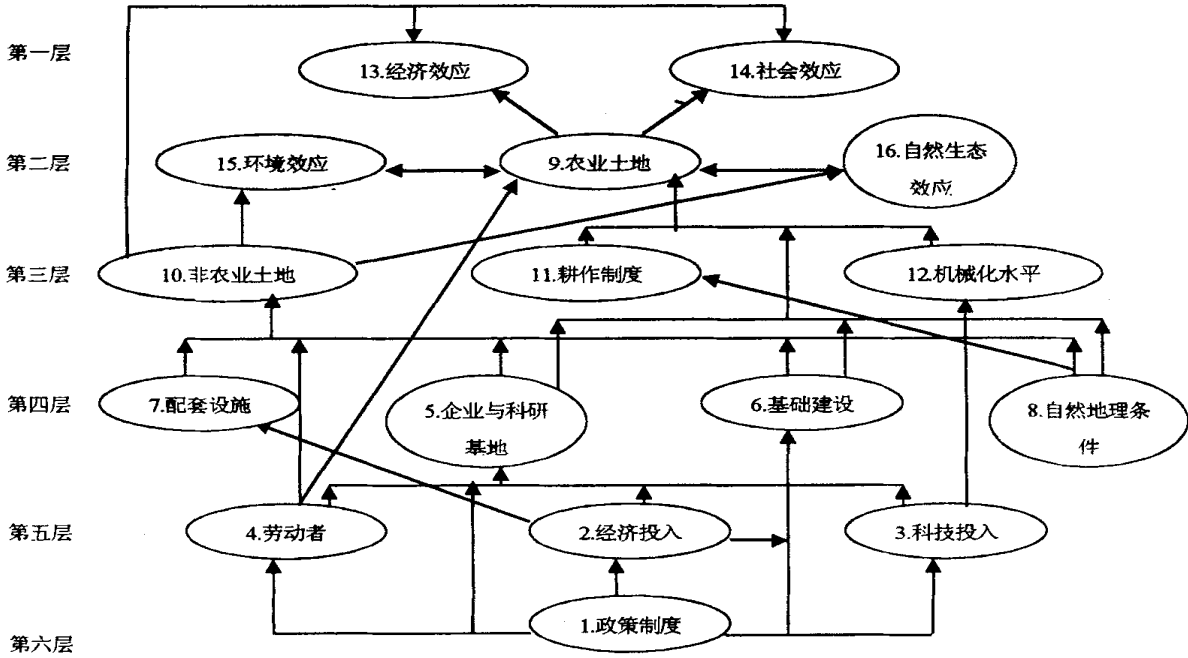 第一层
13.经济效应
14.社会效应
第二层
15.环境效应
9.农业土地
16.自然生态
效应
第三层
10.非农业土地
11.耕作制度
12.机械化水平
第四层
7.配套设施
5.企业与科研
基地
6.基础建设
8.自然地理条
件
第五层
4.劳动者
2.经济投入
3.科技投入
第六层
1.政策制度